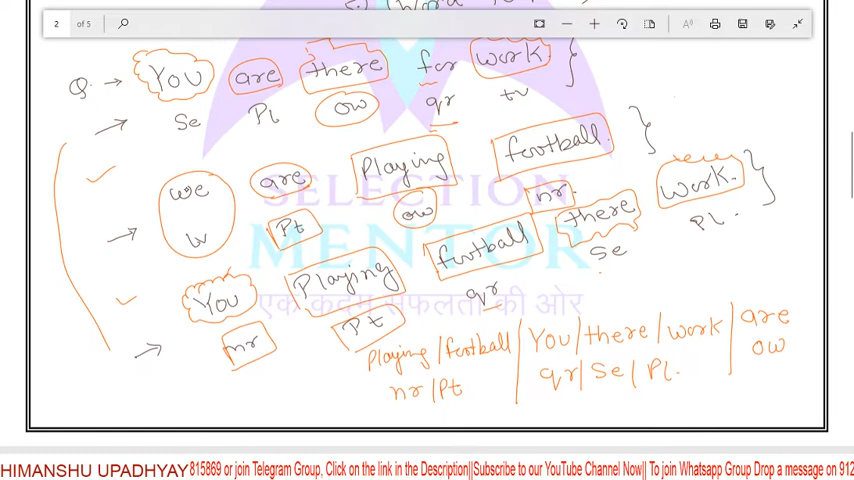 2 of 5
Q. → You are there for work }
→ Se PL ow qr tv
we are Playing football }
→ lv Pt ow nr.
SELECTION
MENTOR
एक कदम सफलता की ओर
You Playing football there work. }
→ nr Pt qr Se PL.
Playing/football / You/there/work / are
nr/Pt qr/Se/PL. ow
HIMANSHU UPADHYAY 815869 or join Telegram Group, Click on the link in the Description||Subscribe to our YouTube Channel Now|| To join Whatsapp Group Drop a message on 912